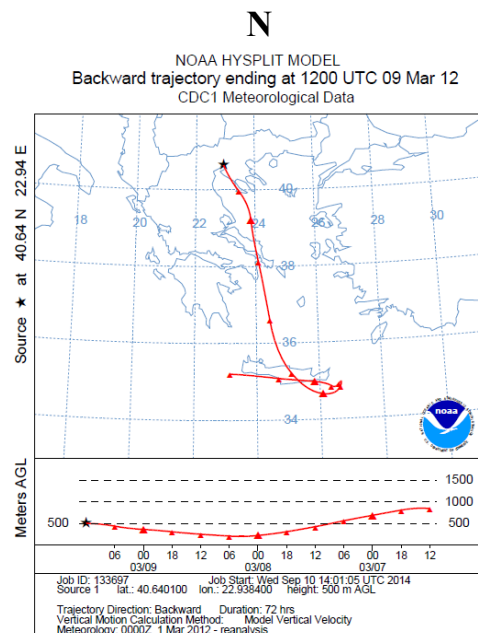 N
NOAA HYSPLIT MODEL
Backward trajectory ending at 1200 UTC 09 Mar 12
CDC1 Meteorological Data
Source ★ at 40.64 N 22.94 E
18 20 22 24 26 28 30
40
38
36
35
34
noaa
Meters AGL
1500
1000
500 500
06 00 18 12 06 00 18 12 06 00 18 12
03/09 03/08 03/07
Job ID: 133697 Job Start: Wed Sep 10 14:01:05 UTC 2014
Source 1 lat.: 40.640100 lon.: 22.938400 height: 500 m AGL
Trajectory Direction: Backward Duration: 72 hrs
Vertical Motion Calculation Method: Model Vertical Velocity
Meteorology: 0000Z 1 Mar 2012 - reanalysis